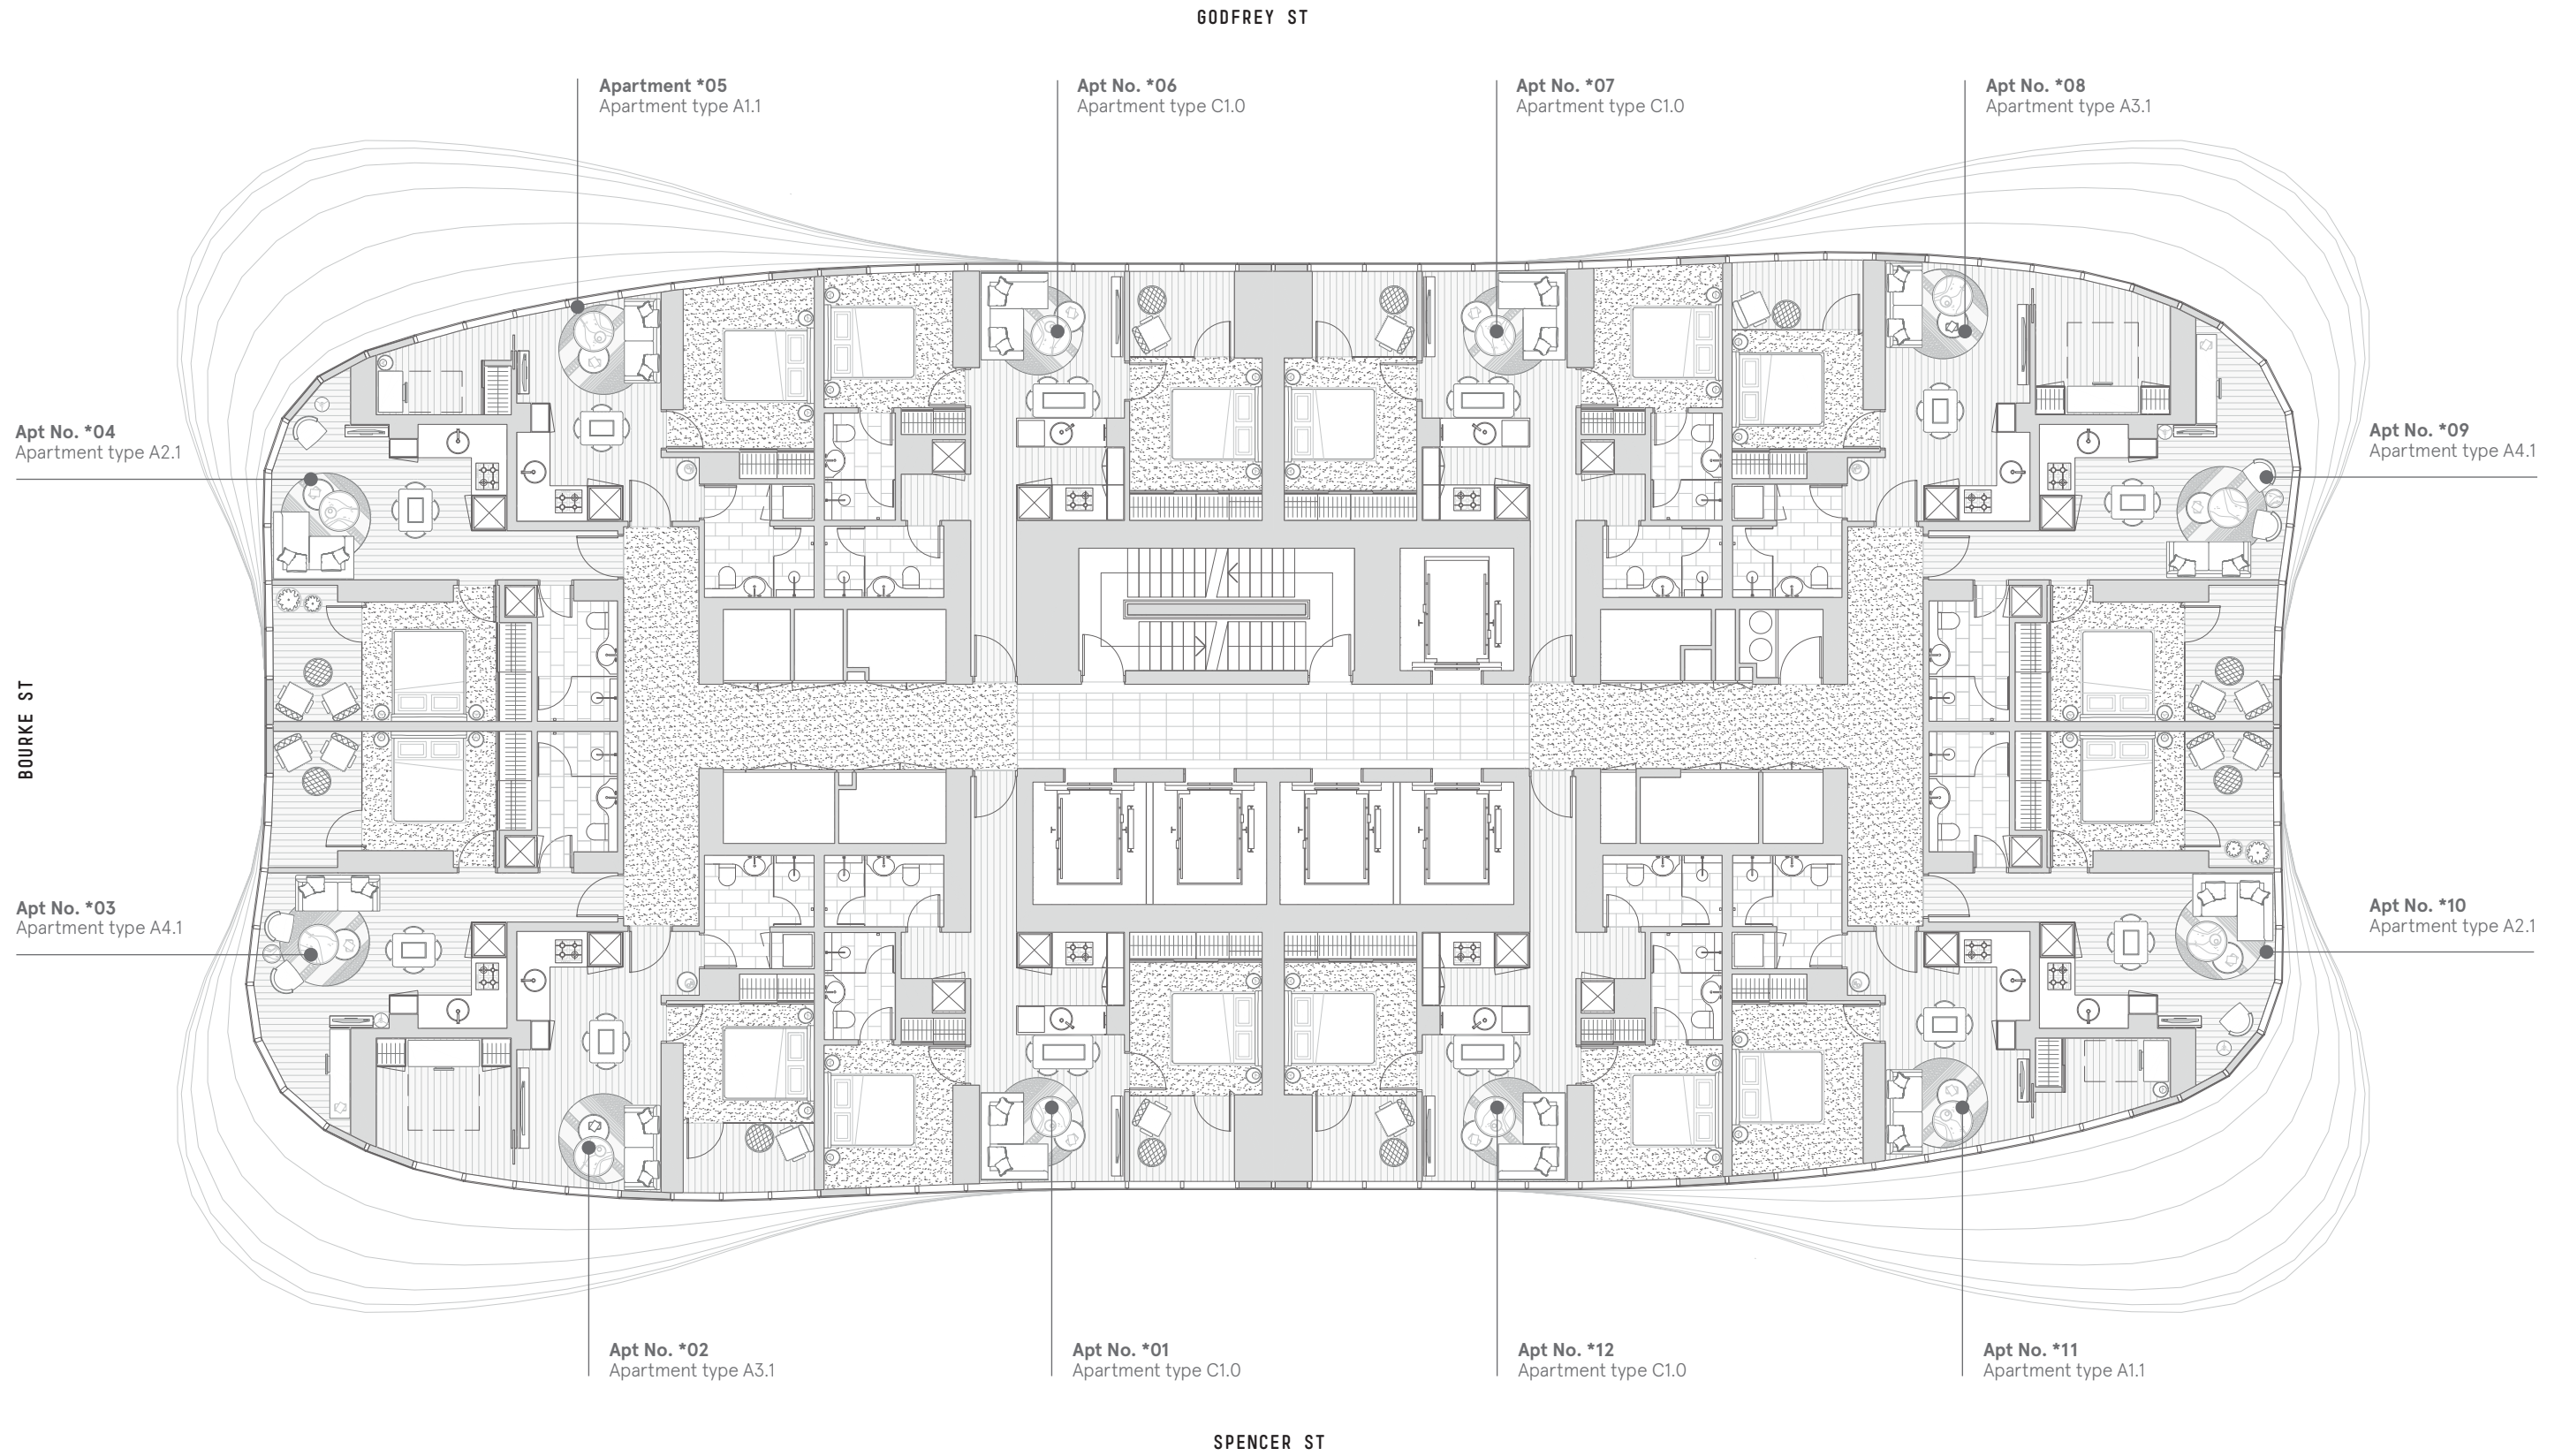 GODFREY ST
Apartment *05
Apartment type A1.1
Apt No. *06
Apartment type C1.0
Apt No. *07
Apartment type C1.0
Apt No. *08
Apartment type A3.1
Apt No. *04
Apartment type A2.1
Apt No. *09
Apartment type A4.1
BOURKE ST
Apt No. *03
Apartment type A4.1
Apt No. *10
Apartment type A2.1
Apt No. *02
Apartment type A3.1
Apt No. *01
Apartment type C1.0
Apt No. *12
Apartment type C1.0
Apt No. *11
Apartment type A1.1
SPENCER ST